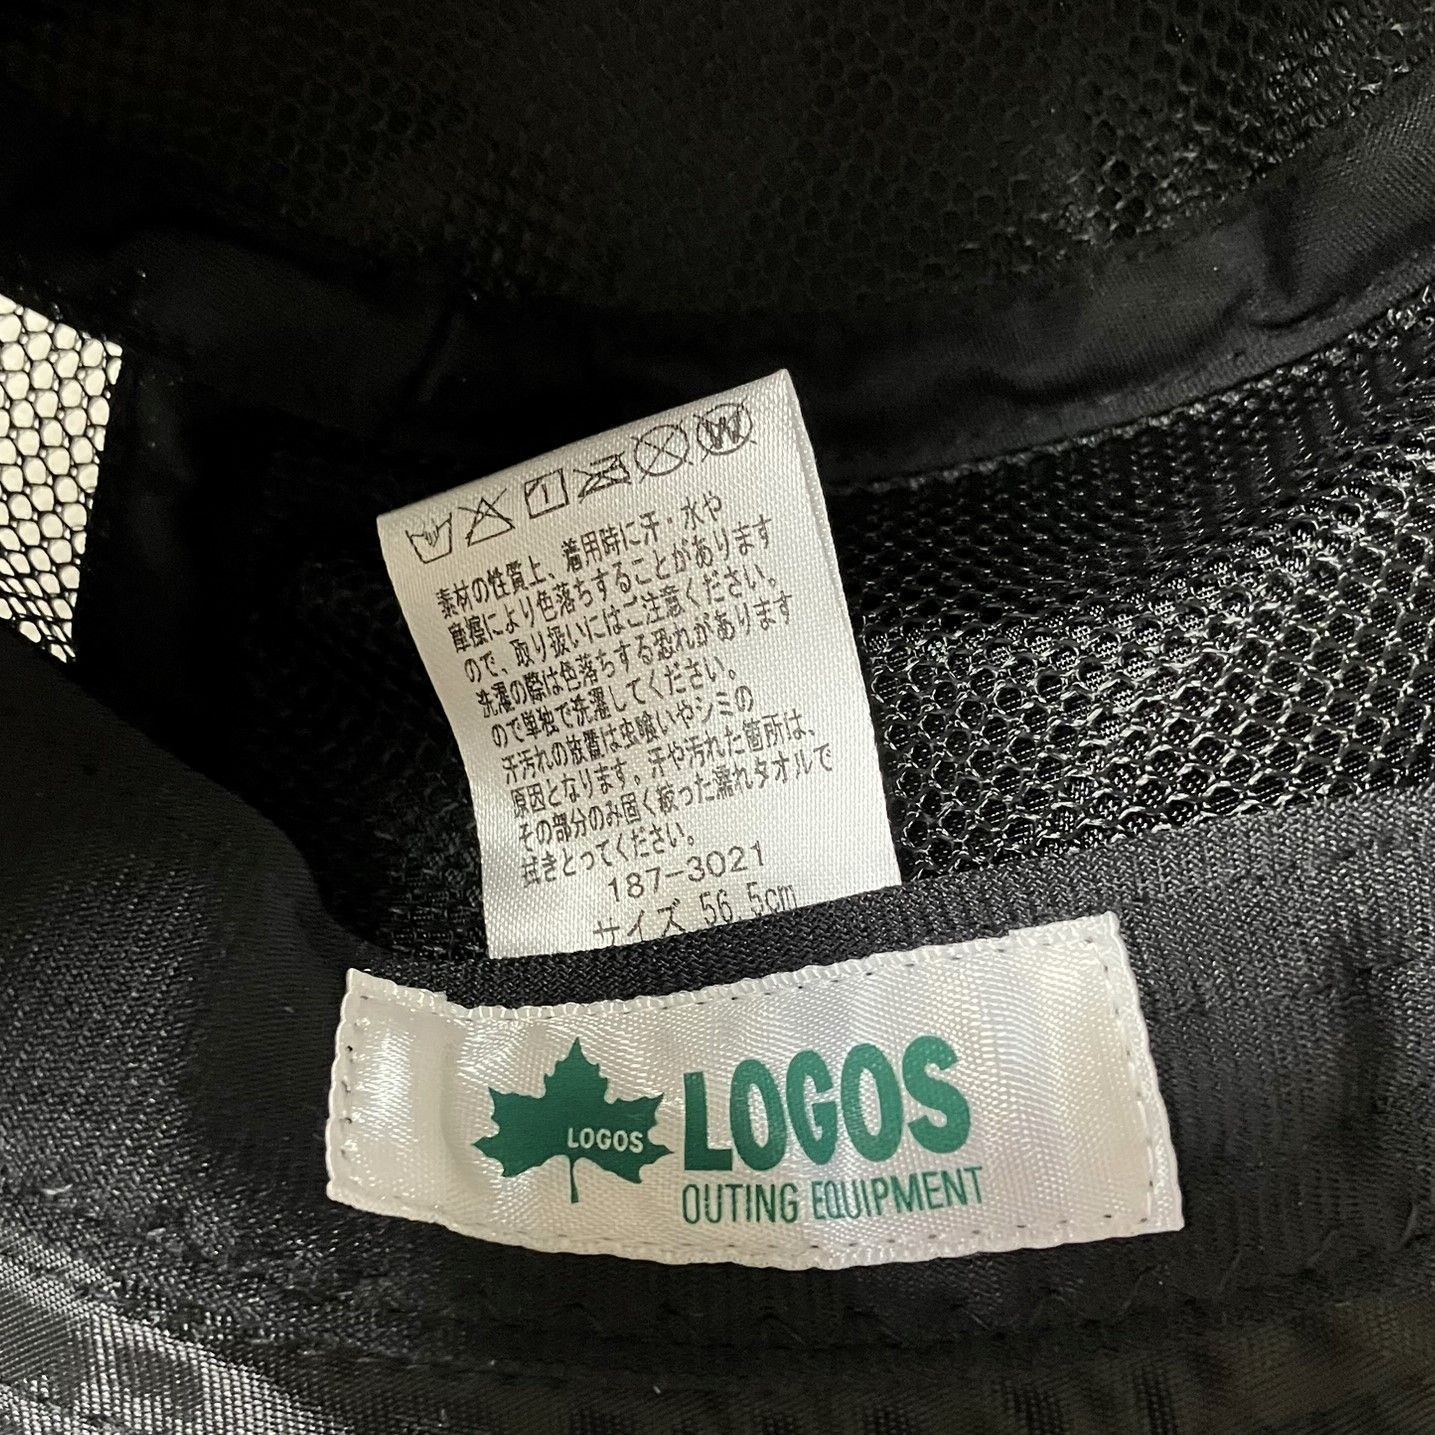 素材の性質上、着用時に汗・水や
摩擦により色落ちすることがあります
ので、取り扱いにはご注意ください。
洗濯の際は色落ちする恐れがあります
ので単独で洗濯してください。
汗汚れの放置は虫喰いやシミの
原因となります。汗や汚れた箇所は、
その部分のみ固く絞った濡れタオルで
拭きとってください。
187-3021
サイズ 56.5cm
LOGOS
LOGOS
OUTING EQUIPMENT